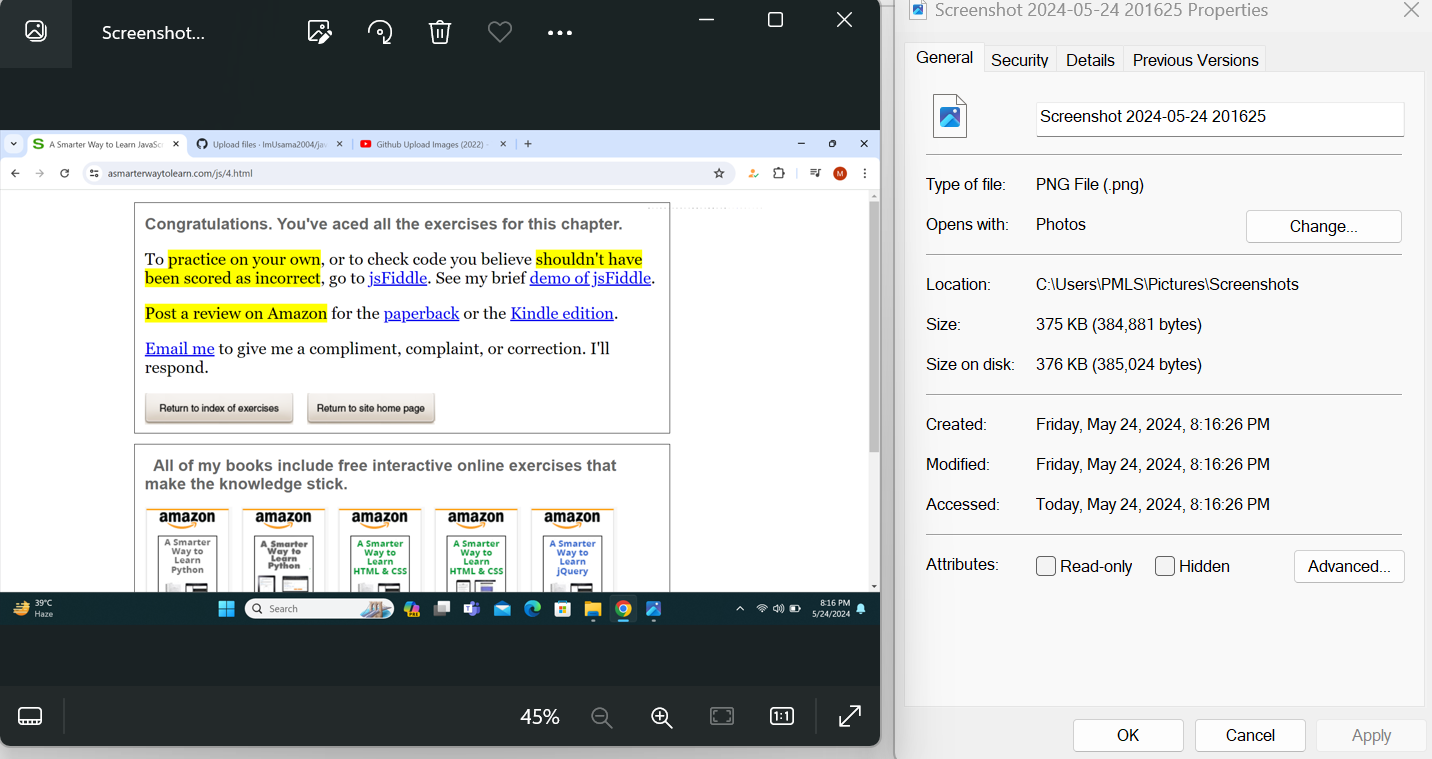 Screenshot...
A Smarter Way to Learn JavaSc
Upload files · ImUsama2004/jav
Github Upload Images (2022)
asmarterwaytolearn.com/js/4.html
M
Congratulations. You've aced all the exercises for this chapter.
To practice on your own, or to check code you believe shouldn't have
been scored as incorrect, go to jsFiddle. See my brief demo of jsFiddle.
Post a review on Amazon for the paperback or the Kindle edition.
Email me to give me a compliment, complaint, or correction. I'll
respond.
Return to index of exercises
Return to site home page
All of my books include free interactive online exercises that
make the knowledge stick.
amazon amazon amazon amazon amazon
A Smarter
Way to
Learn
Python
A Smarter
Way to
Learn
Python
A Smarter
Way to
Learn
HTML & CSS
A Smarter
Way to
Learn
HTML & CSS
A Smarter
Way to
Learn
jQuery
39°C
Haze
Search
8:16 PM
5/24/2024
45%
1:1
Screenshot 2024-05-24 201625 Properties
General Security Details Previous Versions
Screenshot 2024-05-24 201625
Type of file: PNG File (.png)
Opens with: Photos Change...
Location: C:\Users\PMLS\Pictures\Screenshots
Size: 375 KB (384,881 bytes)
Size on disk: 376 KB (385,024 bytes)
Created: Friday, May 24, 2024, 8:16:26 PM
Modified: Friday, May 24, 2024, 8:16:26 PM
Accessed: Today, May 24, 2024, 8:16:26 PM
Attributes: Read-only Hidden Advanced...
OK Cancel Apply